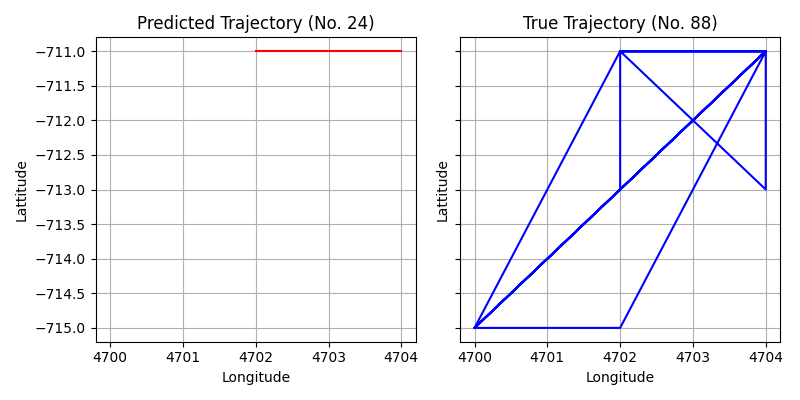 Predicted Trajectory (No. 24)
True Trajectory (No. 88)
−711.0
−711.5
−712.0
−712.5
−713.0
−713.5
−714.0
−714.5
−715.0
Lattitude
Lattitude
4700 4701 4702 4703 4704
4700 4701 4702 4703 4704
Longitude
Longitude